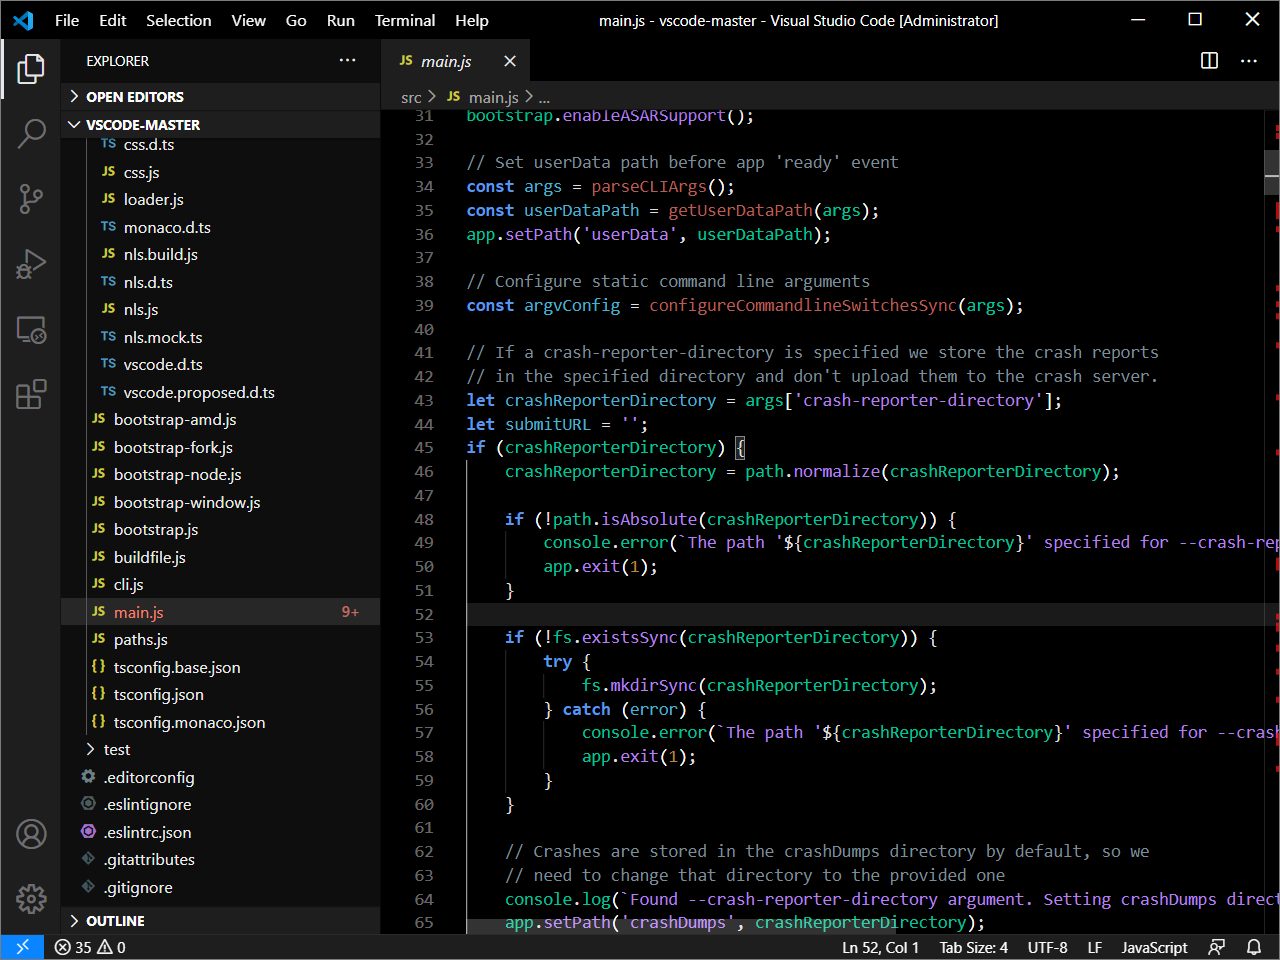 File Edit Selection View Go Run Terminal Help
main.js - vscode-master - Visual Studio Code [Administrator]
EXPLORER
OPEN EDITORS
VSCODE-MASTER
TS css.d.ts
JS css.js
JS loader.js
TS monaco.d.ts
JS nls.build.js
TS nls.d.ts
JS nls.js
TS nls.mock.ts
TS vscode.d.ts
TS vscode.proposed.d.ts
JS bootstrap-amd.js
JS bootstrap-fork.js
JS bootstrap-node.js
JS bootstrap-window.js
JS bootstrap.js
JS buildfile.js
JS cli.js
JS main.js 9+
JS paths.js
{} tsconfig.base.json
{} tsconfig.json
{} tsconfig.monaco.json
test
.editorconfig
.eslintignore
.eslintrc.json
.gitattributes
.gitignore
OUTLINE
JS main.js
src > JS main.js > ...
31 bootstrap.enableASARSupport();
32
33 // Set userData path before app 'ready' event
34 const args = parseCLIArgs();
35 const userDataPath = getUserDataPath(args);
36 app.setPath('userData', userDataPath);
37
38 // Configure static command line arguments
39 const argvConfig = configureCommandlineSwitchesSync(args);
40
41 // If a crash-reporter-directory is specified we store the crash reports
42 // in the specified directory and don't upload them to the crash server.
43 let crashReporterDirectory = args['crash-reporter-directory'];
44 let submitURL = '';
45 if (crashReporterDirectory) {
46 crashReporterDirectory = path.normalize(crashReporterDirectory);
47
48 if (!path.isAbsolute(crashReporterDirectory)) {
49 console.error(`The path '${crashReporterDirectory}' specified for --crash-rep
50 app.exit(1);
51 }
52
53 if (!fs.existsSync(crashReporterDirectory)) {
54 try {
55 fs.mkdirSync(crashReporterDirectory);
56 } catch (error) {
57 console.error(`The path '${crashReporterDirectory}' specified for --crash
58 app.exit(1);
59 }
60 }
61
62 // Crashes are stored in the crashDumps directory by default, so we
63 // need to change that directory to the provided one
64 console.log(`Found --crash-reporter-directory argument. Setting crashDumps direct
65 app.setPath('crashDumps', crashReporterDirectory);
35 0
Ln 52, Col 1 Tab Size: 4 UTF-8 LF JavaScript